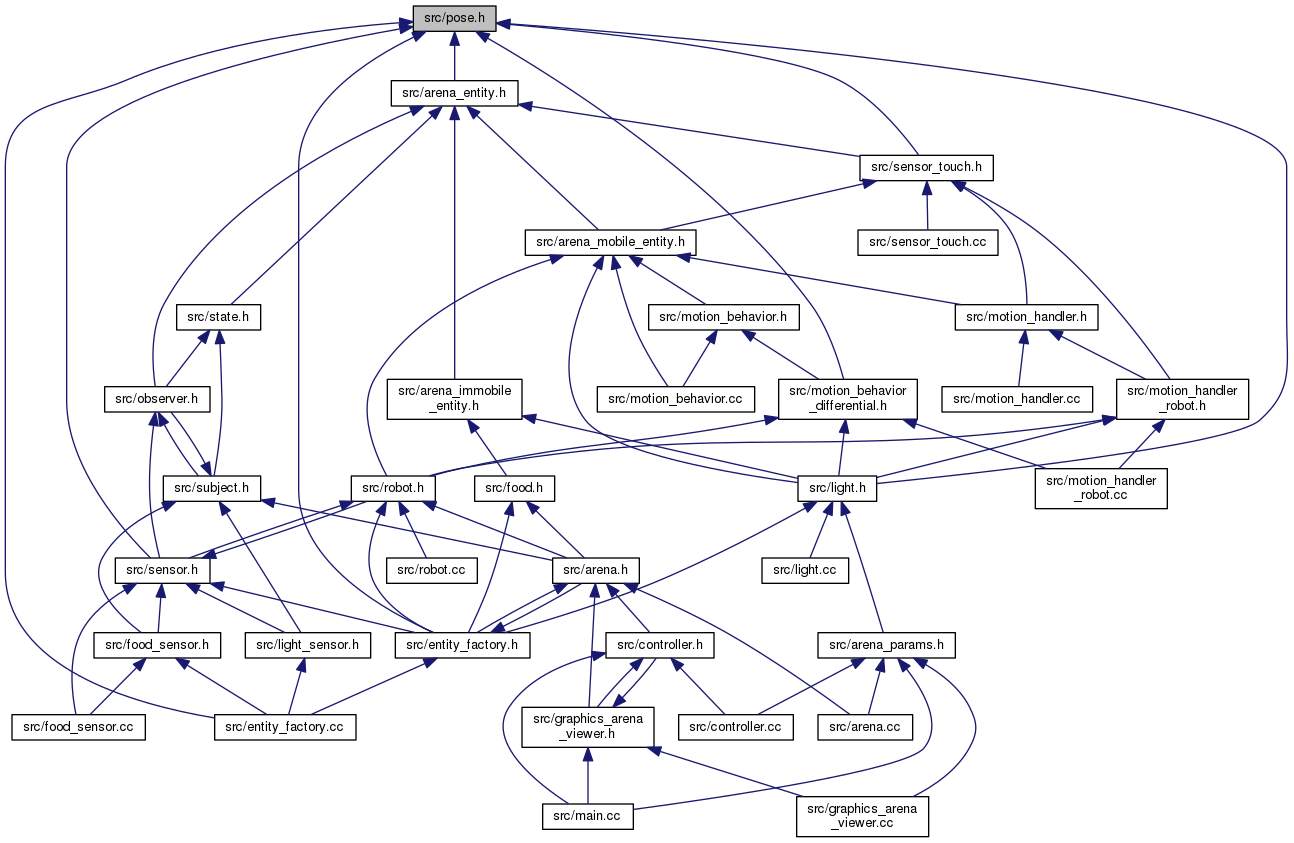 src/pose.h
src/arena_entity.h
src/sensor_touch.h
src/arena_mobile_entity.h
src/sensor_touch.cc
src/state.h
src/motion_behavior.h
src/motion_handler.h
src/observer.h
src/arena_immobile
_entity.h
src/motion_behavior.cc
src/motion_behavior
_differential.h
src/motion_handler.cc
src/motion_handler
_robot.h
src/subject.h
src/robot.h
src/food.h
src/light.h
src/motion_handler
_robot.cc
src/sensor.h
src/robot.cc
src/arena.h
src/light.cc
src/food_sensor.h
src/light_sensor.h
src/entity_factory.h
src/controller.h
src/arena_params.h
src/food_sensor.cc
src/entity_factory.cc
src/graphics_arena
_viewer.h
src/controller.cc
src/arena.cc
src/main.cc
src/graphics_arena
_viewer.cc